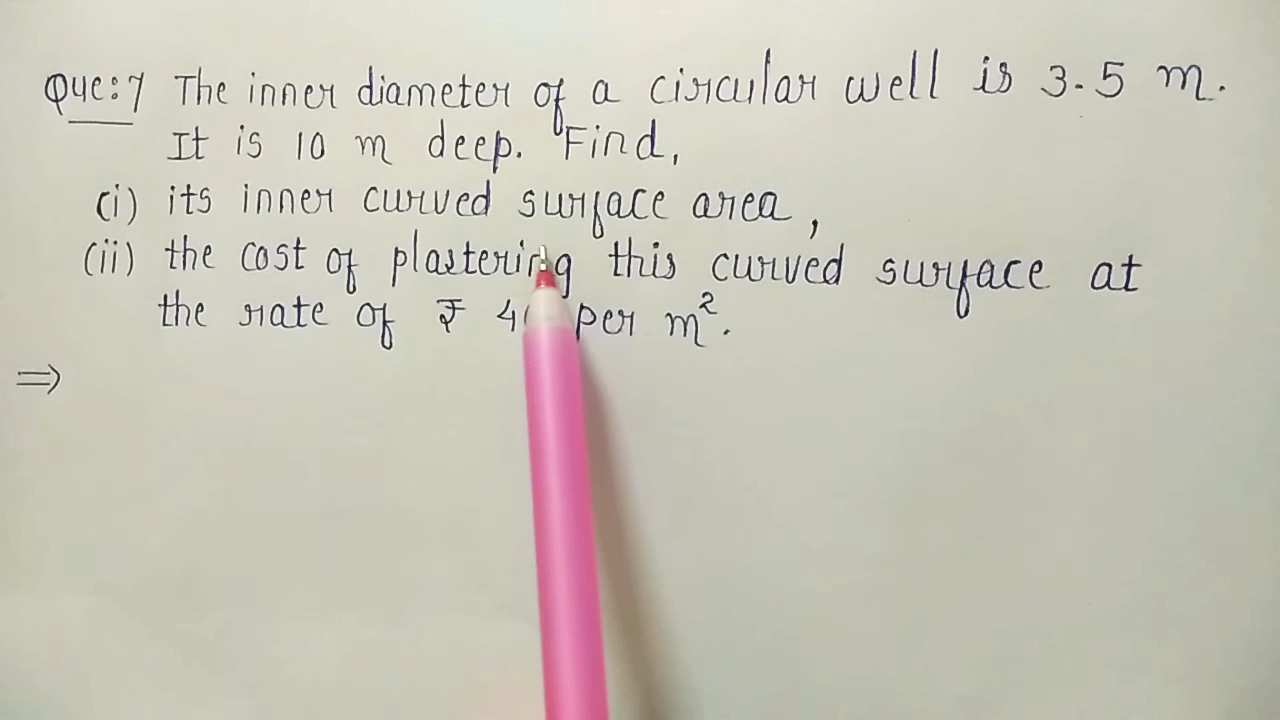 Que:7 The inner diameter of a circular well is 3.5 m.
It is 10 m deep. Find,
(i) its inner curved surface area,
(ii) the cost of plastering this curved surface at
the rate of ₹ per m².
⇒